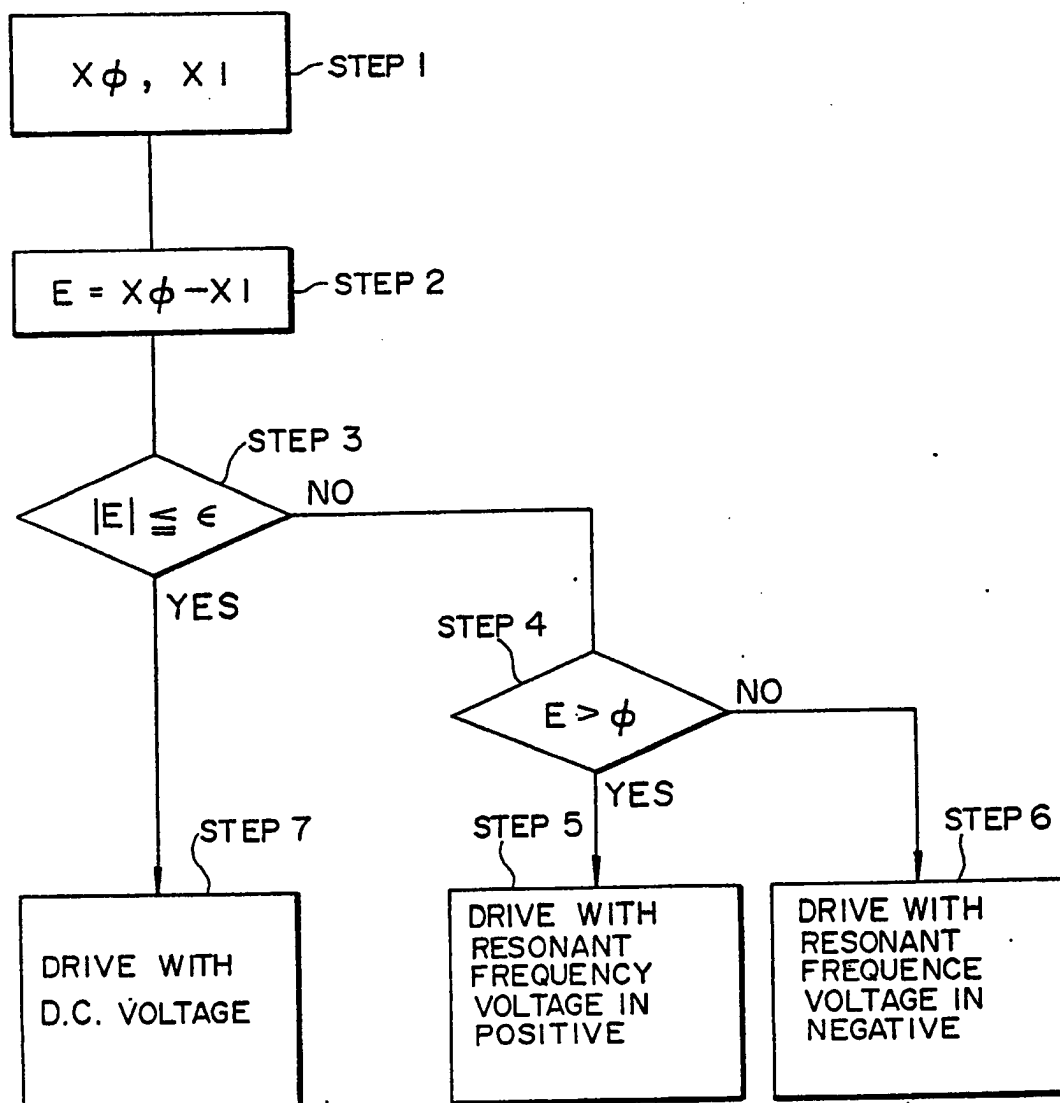 Xϕ, X1
STEP 1
E = Xϕ−X1
STEP 2
STEP 3
|E| ≦ ϵ
NO
YES
STEP 4
E > ϕ
NO
YES
STEP 7
STEP 5
STEP 6
DRIVE WITH
D.C. VOLTAGE
DRIVE WITH
RESONANT
FREQUENCY
VOLTAGE IN
POSITIVE
DRIVE WITH
RESONANT
FREQUENCE
VOLTAGE IN
NEGATIVE